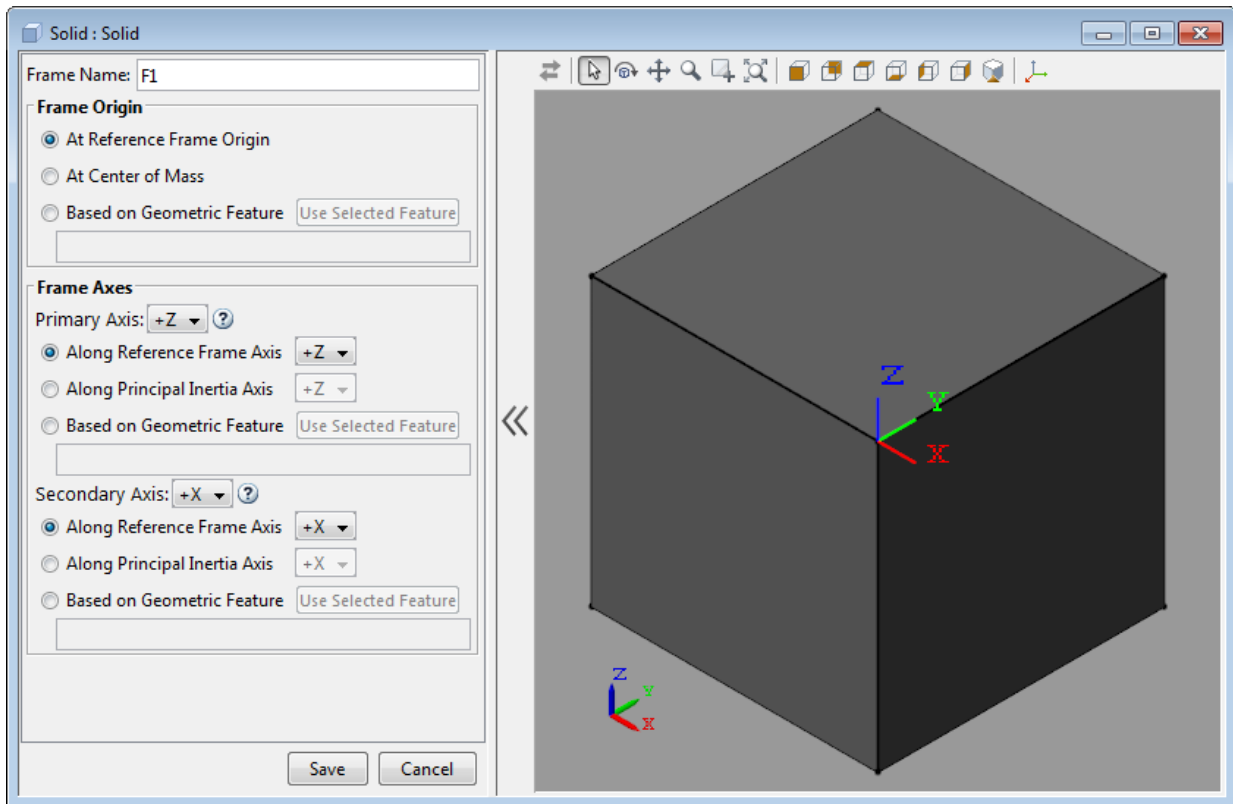 Solid : Solid
Frame Name: F1
Frame Origin
At Reference Frame Origin
At Center of Mass
Based on Geometric Feature Use Selected Feature
Frame Axes
Primary Axis: +Z
Along Reference Frame Axis +Z
Along Principal Inertia Axis +Z
Based on Geometric Feature Use Selected Feature
Secondary Axis: +X
Along Reference Frame Axis +X
Along Principal Inertia Axis +X
Based on Geometric Feature Use Selected Feature
Save Cancel
Z
Y
X
Z
Y
X